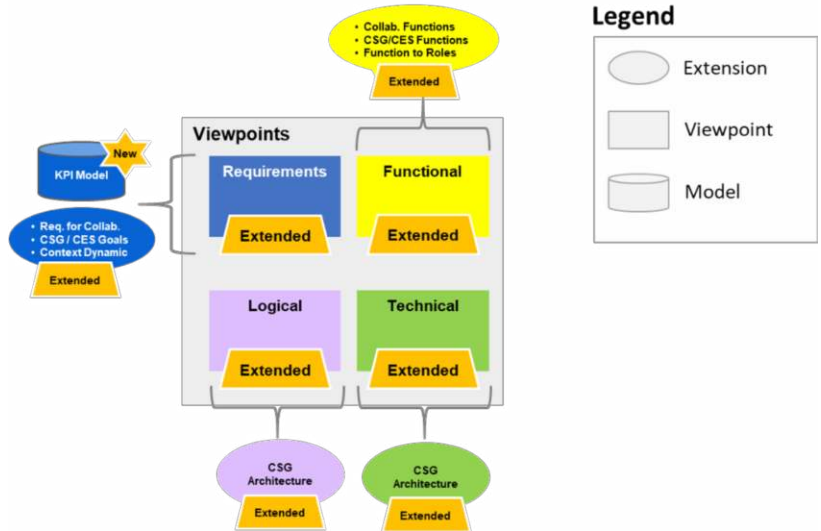 • Collab. Functions
• CSG/CES Functions
• Function to Roles
Extended
Legend
Extension
Viewpoint
Model
Viewpoints
New
KPI Model
• Req. for Collab.
• CSG / CES Goals
• Context Dynamic
Extended
Requirements
Extended
Functional
Extended
Logical
Extended
Technical
Extended
CSG
Architecture
Extended
CSG
Architecture
Extended